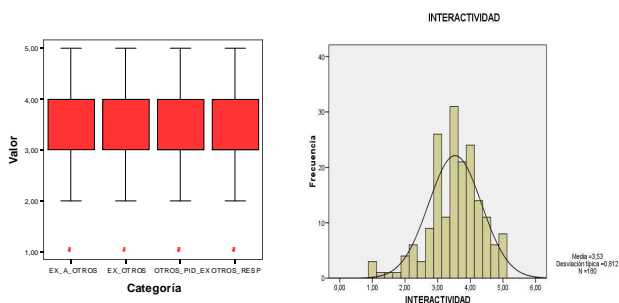 INTERACTIVIDAD
5,00
4,00
3,00
2,00
1,00
Valor
EX_A_OTROS
EX_OTROS
OTROS_PID_EX
OTROS_RESP
Categoría
40
30
20
10
0
Frecuencia
0,00
1,00
2,00
3,00
4,00
5,00
6,00
INTERACTIVIDAD
Media =3,53
Desviación típica =0,812
N =180